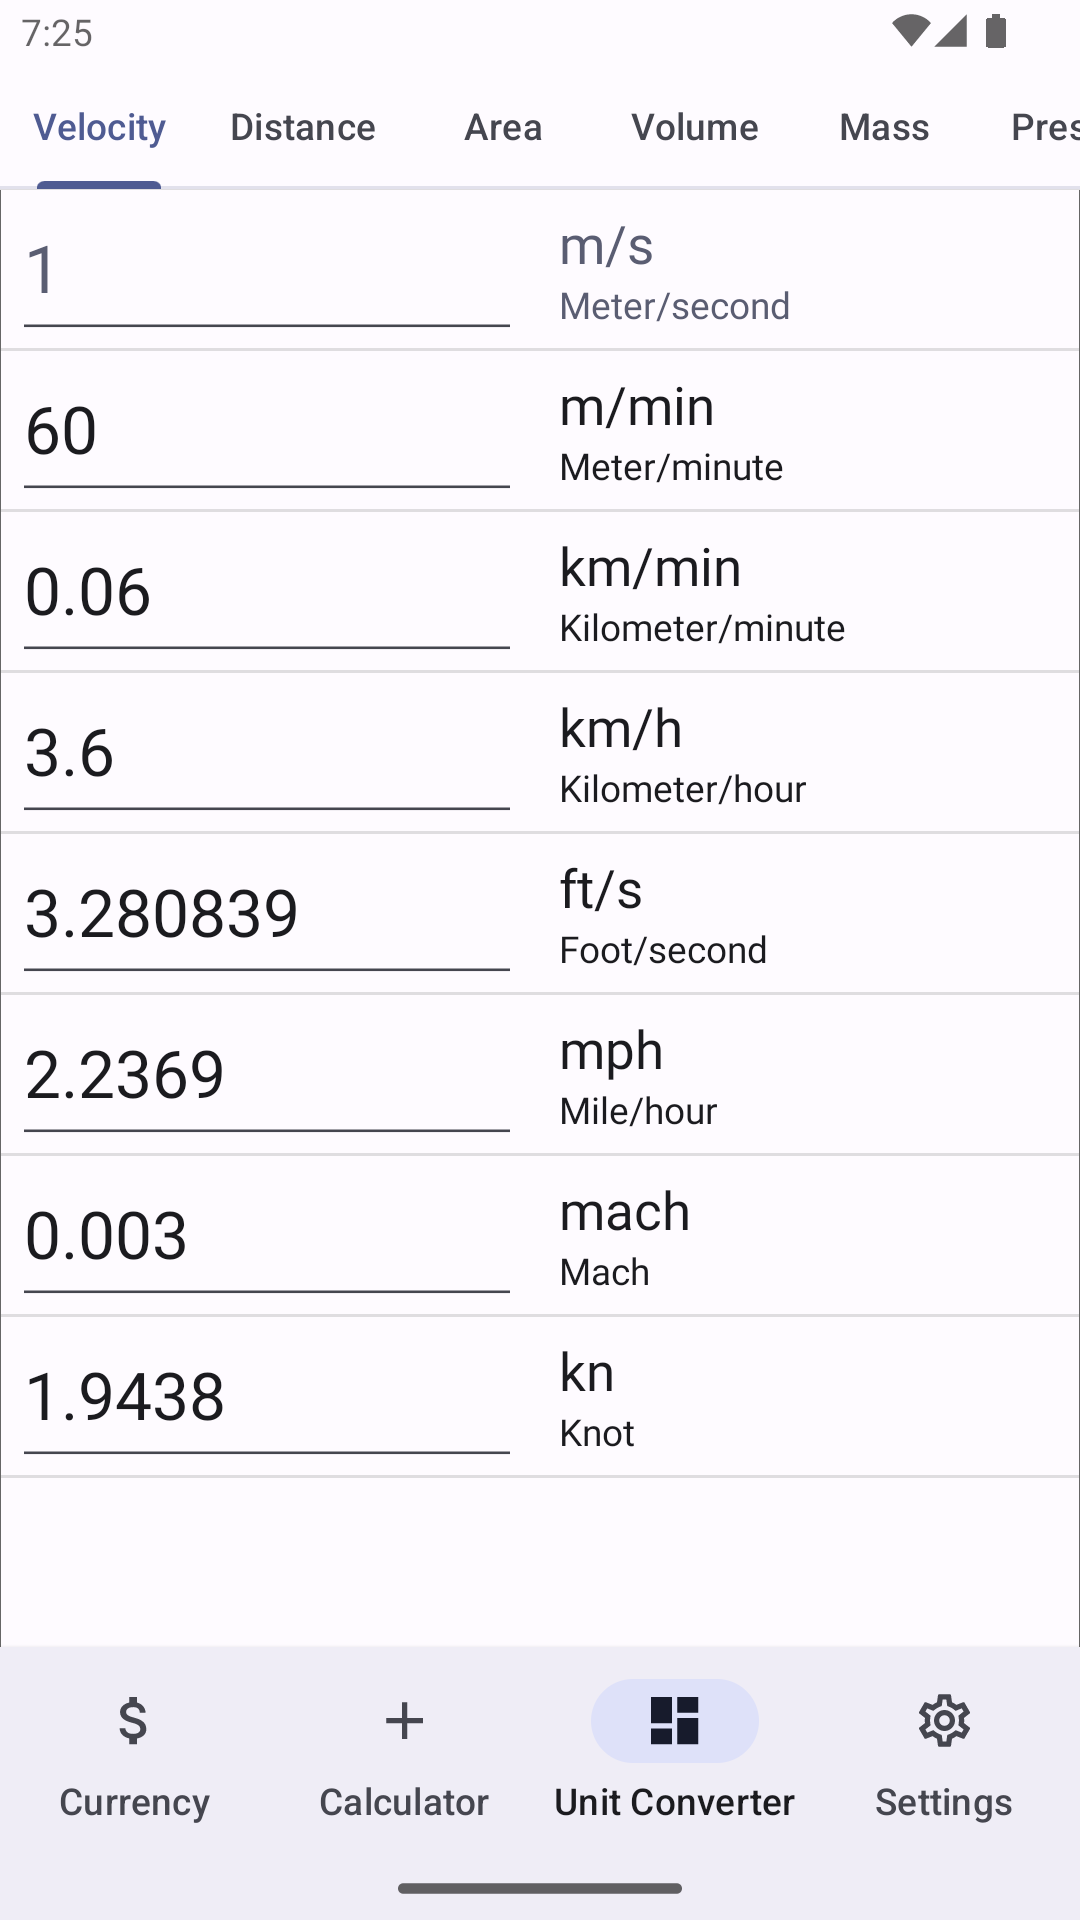 7:25
Velocity Distance Area Volume Mass Pres
1 m/s
Meter/second
60 m/min
Meter/minute
0.06 km/min
Kilometer/minute
3.6 km/h
Kilometer/hour
3.280839 ft/s
Foot/second
2.2369 mph
Mile/hour
0.003 mach
Mach
1.9438 kn
Knot
Currency Calculator Unit Converter Settings